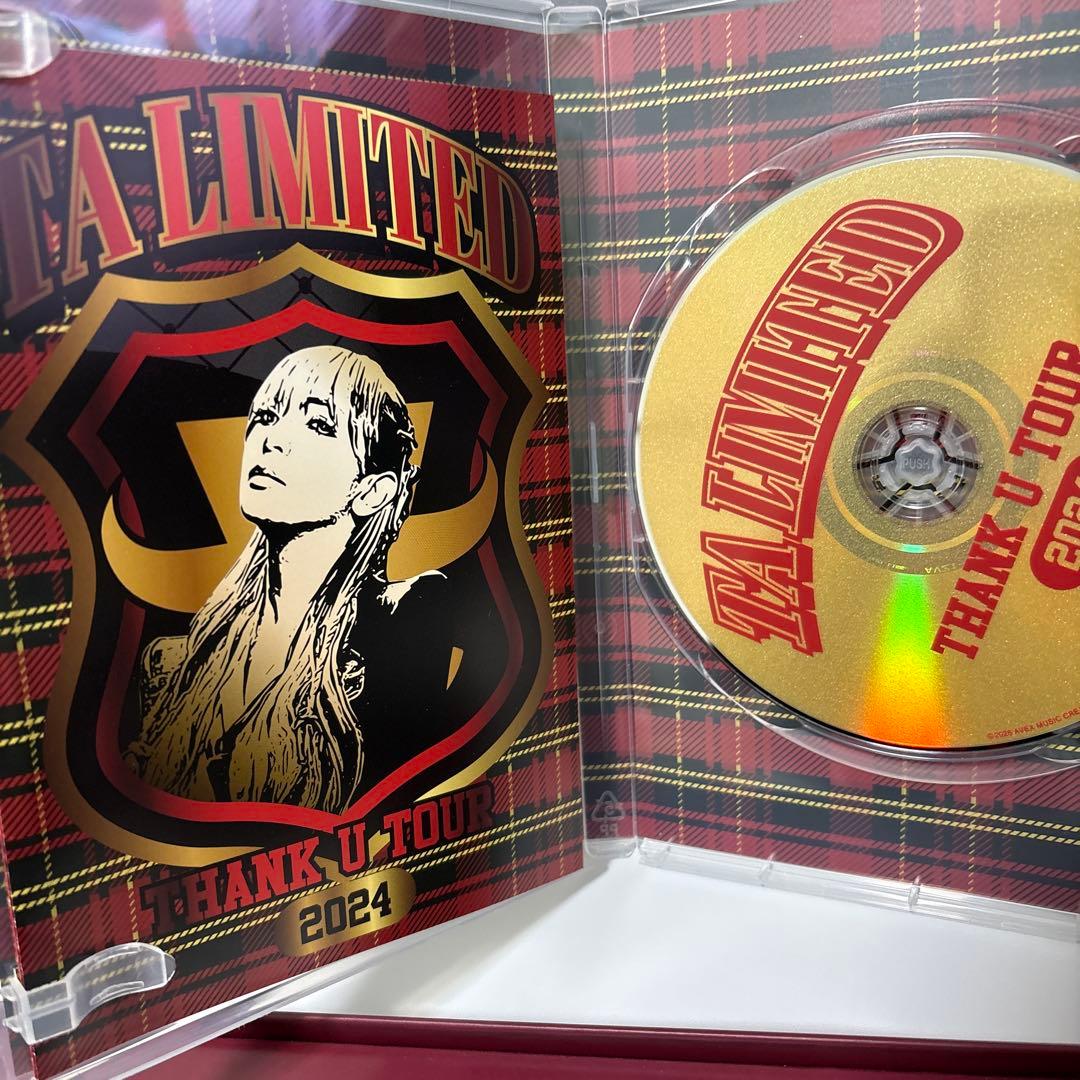 TA LIMITED
THANK U TOUR
2024
TA LIMITED
THANK U TOUR
PUSH